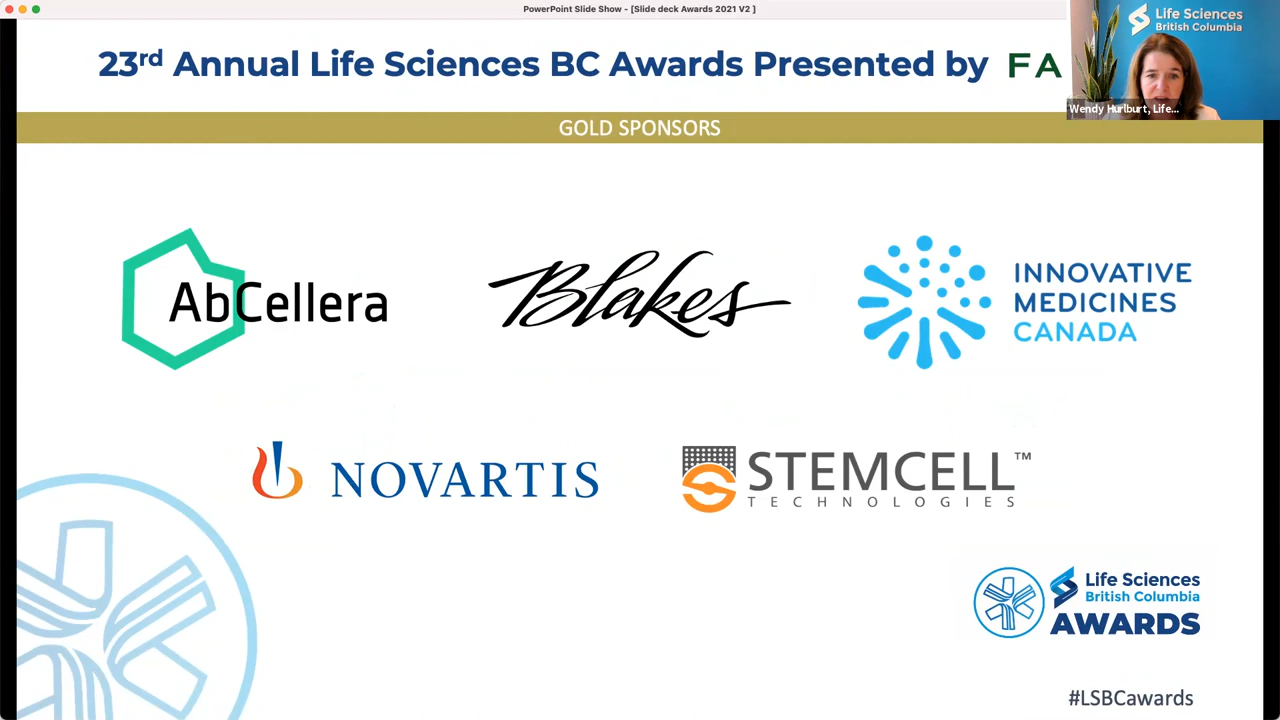 PowerPoint Slide Show - [Slide deck Awards 2021 V2 ]
Life Sciences
British Columbia
23rd Annual Life Sciences BC Awards Presented by FA
Wendy Hurlburt, Life...
GOLD SPONSORS
AbCellera
Blakes
INNOVATIVE
MEDICINES
CANADA
NOVARTIS
STEMCELL™
TECHNOLOGIES
Life Sciences
British Columbia
AWARDS
#LSBCawards